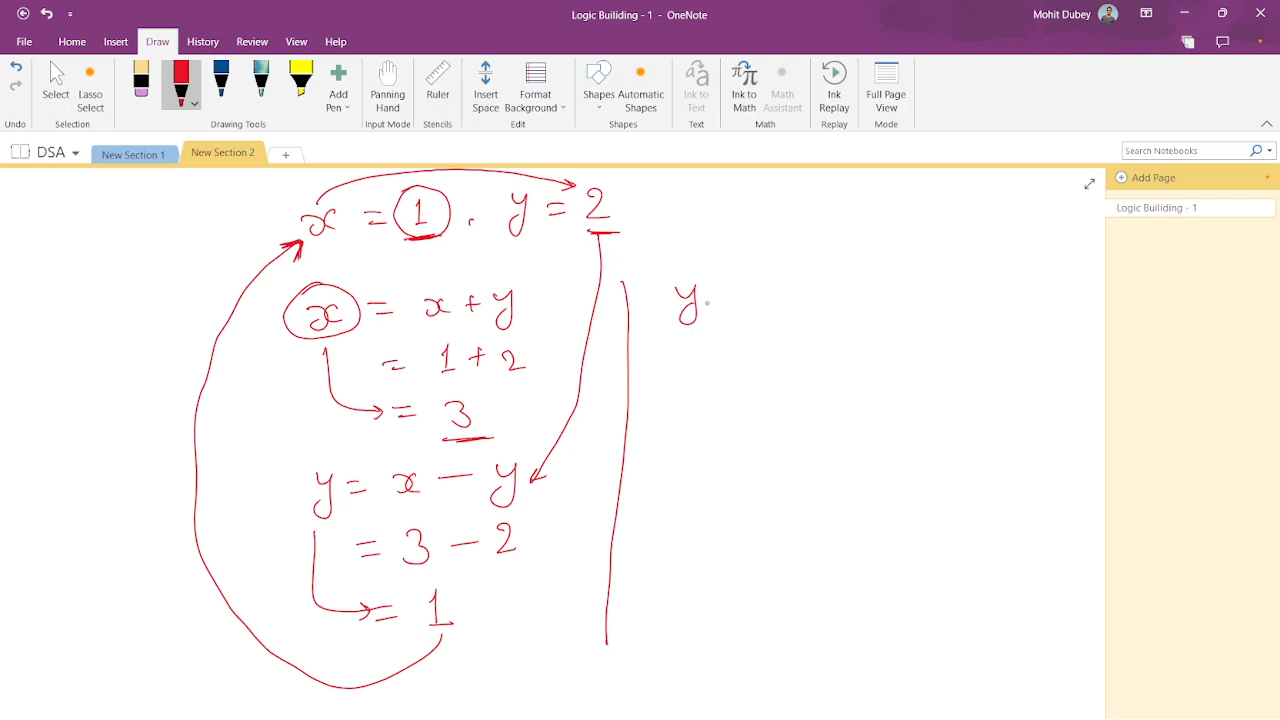 Logic Building - 1 - OneNote
Mohit Dubey
File Home Insert Draw History Review View Help
Select
Lasso Select
Add Pen
Panning Hand
Ruler
Insert Space
Format Background
Shapes
Automatic Shapes
Ink to Text
Ink to Math
Math Assistant
Ink Replay
Full Page View
Undo Selection Drawing Tools Input Mode Stencils Edit Shapes Text Math Replay Mode
DSA New Section 1 New Section 2 +
Search Notebooks
Add Page
Logic Biuilding - 1
x = 1 . y = 2
x = x + y
= 1 + 2
= 3
y = x - y
= 3 - 2
= 1
y